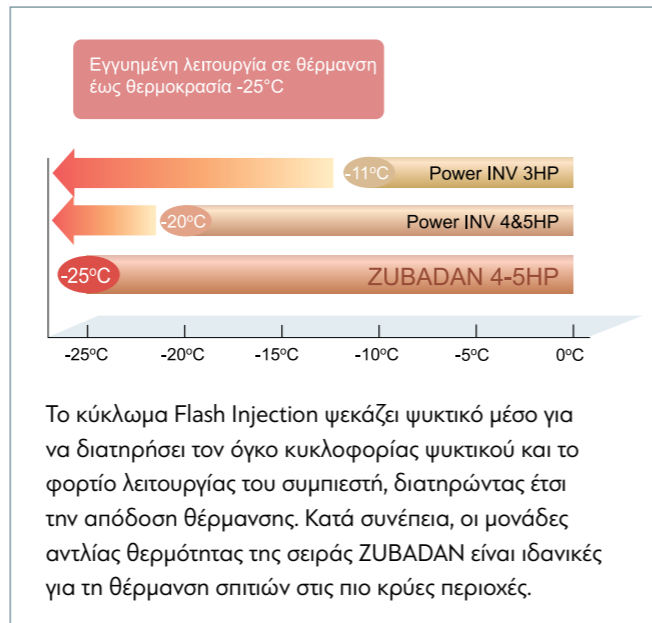 Εγγυημένη λειτουργία σε θέρμανση
έως θερμοκρασία -25°C
-11°C
Power INV 3HP
-20°C
Power INV 4&5HP
-25°C
ZUBADAN 4-5HP
-25°C -20°C -15°C -10°C -5°C 0°C
Το κύκλωμα Flash Injection ψεκάζει ψυκτικό μέσο για
να διατηρήσει τον όγκο κυκλοφορίας ψυκτικού και το
φορτίο λειτουργίας του συμπιεστή, διατηρώντας έτσι
την απόδοση θέρμανσης. Κατά συνέπεια, οι μονάδες
αντλίας θερμότητας της σειράς ZUBADAN είναι ιδανικές
για τη θέρμανση σπιτιών στις πιο κρύες περιοχές.